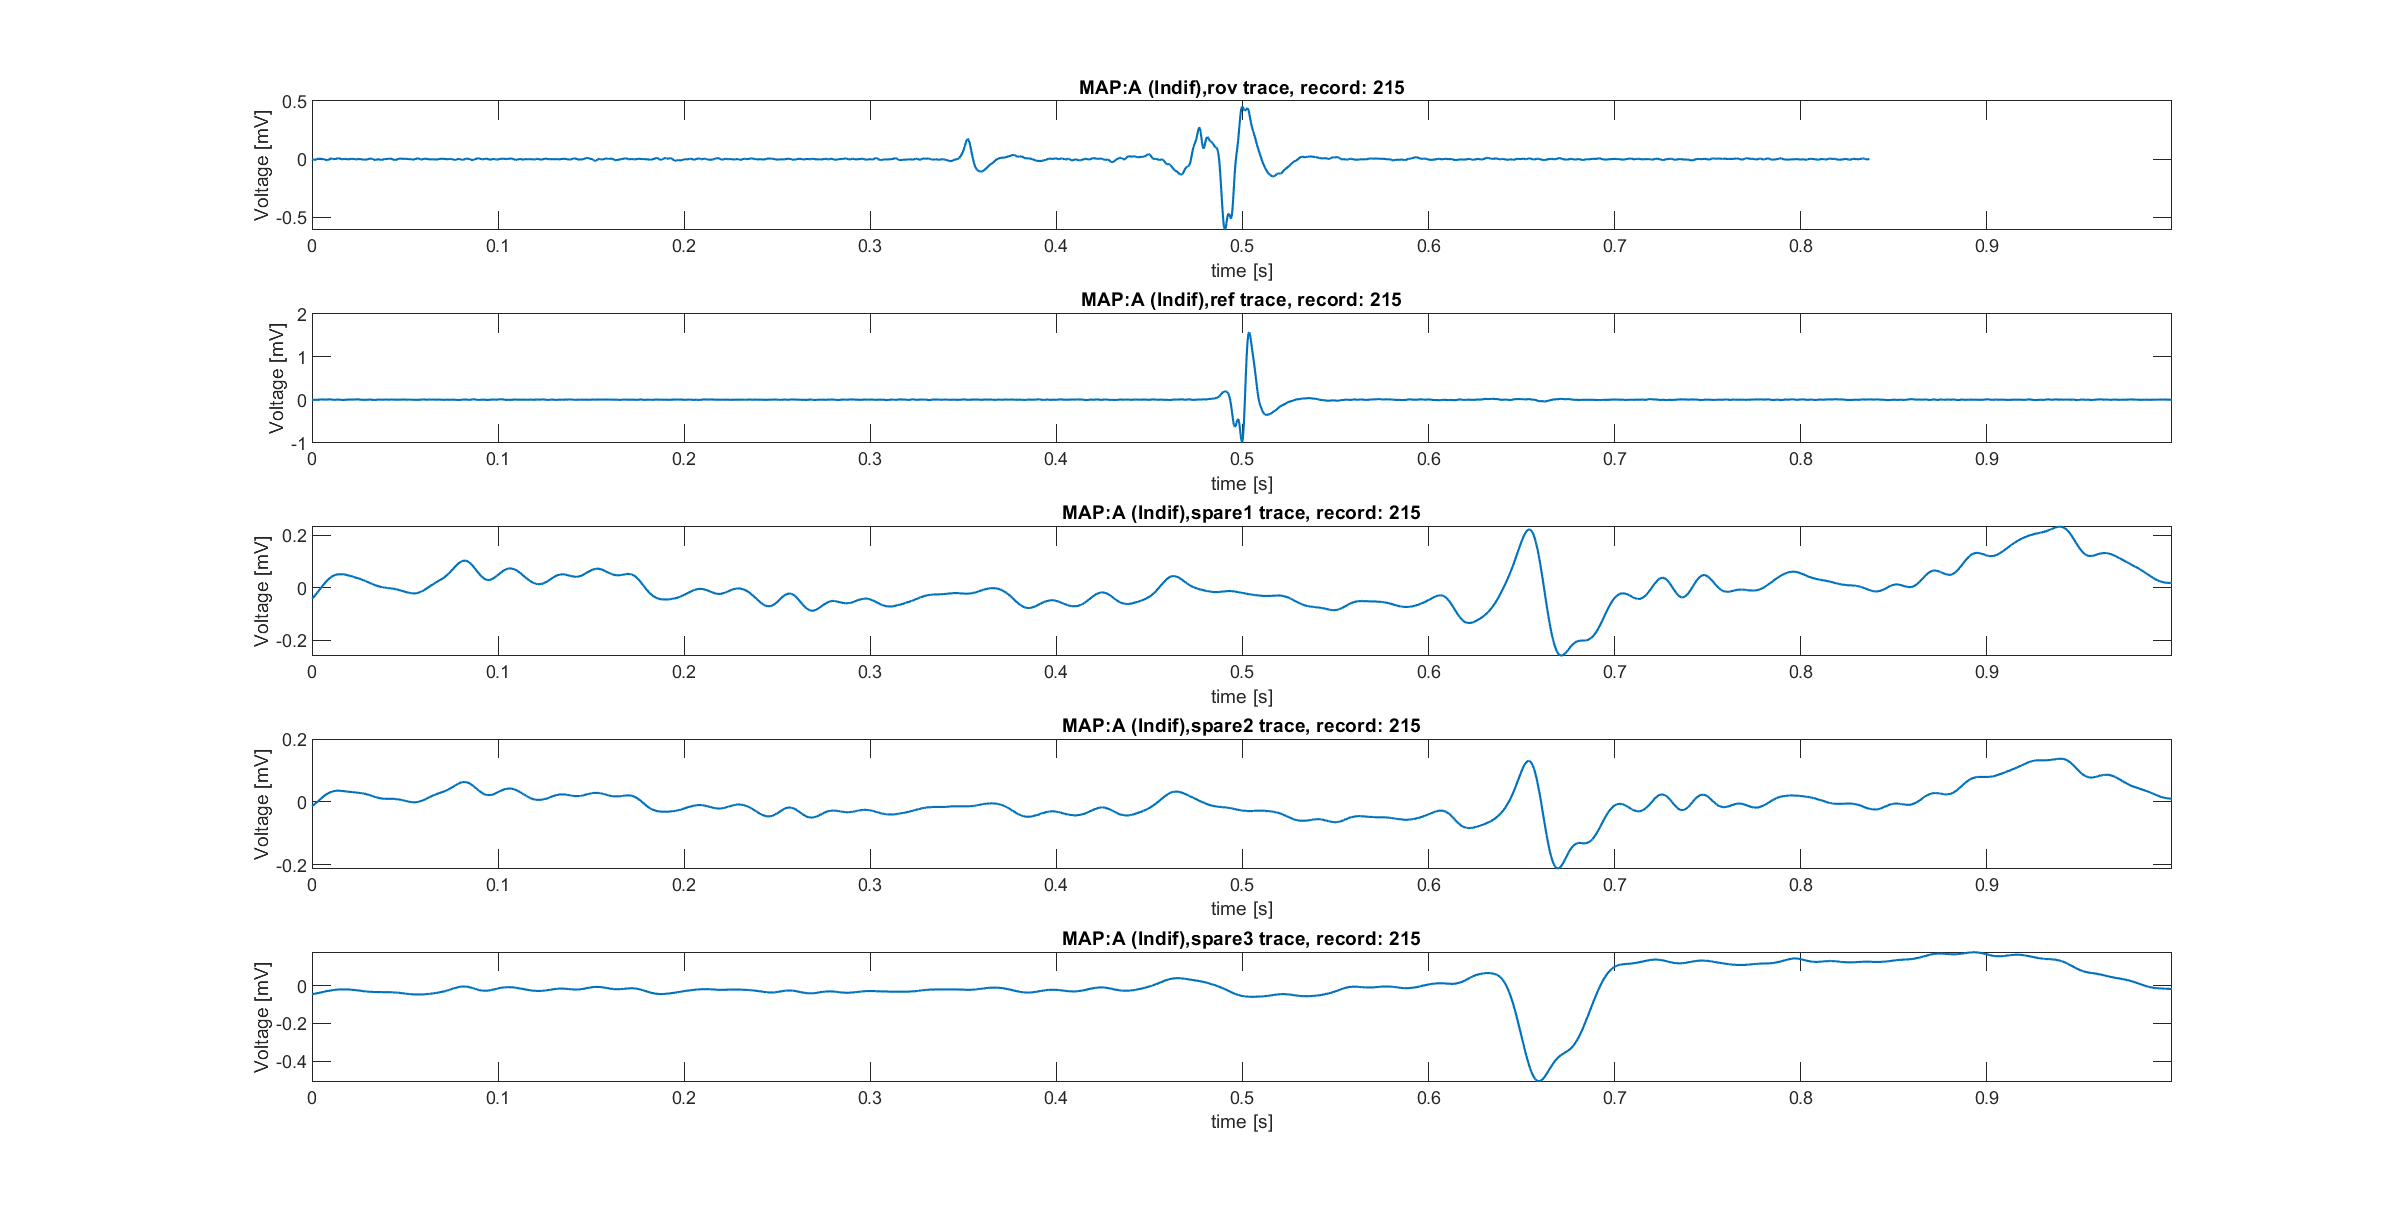 MAP:A (Indif),rov trace, record: 215
Voltage [mV]
0.5
0
-0.5
0 0.1 0.2 0.3 0.4 0.5 0.6 0.7 0.8 0.9
time [s]
MAP:A (Indif),ref trace, record: 215
Voltage [mV]
2
1
0
-1
0 0.1 0.2 0.3 0.4 0.5 0.6 0.7 0.8 0.9
time [s]
MAP:A (Indif),spare1 trace, record: 215
Voltage [mV]
0.2
0
-0.2
0 0.1 0.2 0.3 0.4 0.5 0.6 0.7 0.8 0.9
time [s]
MAP:A (Indif),spare2 trace, record: 215
Voltage [mV]
0.2
0
-0.2
0 0.1 0.2 0.3 0.4 0.5 0.6 0.7 0.8 0.9
time [s]
MAP:A (Indif),spare3 trace, record: 215
Voltage [mV]
0
-0.2
-0.4
0 0.1 0.2 0.3 0.4 0.5 0.6 0.7 0.8 0.9
time [s]